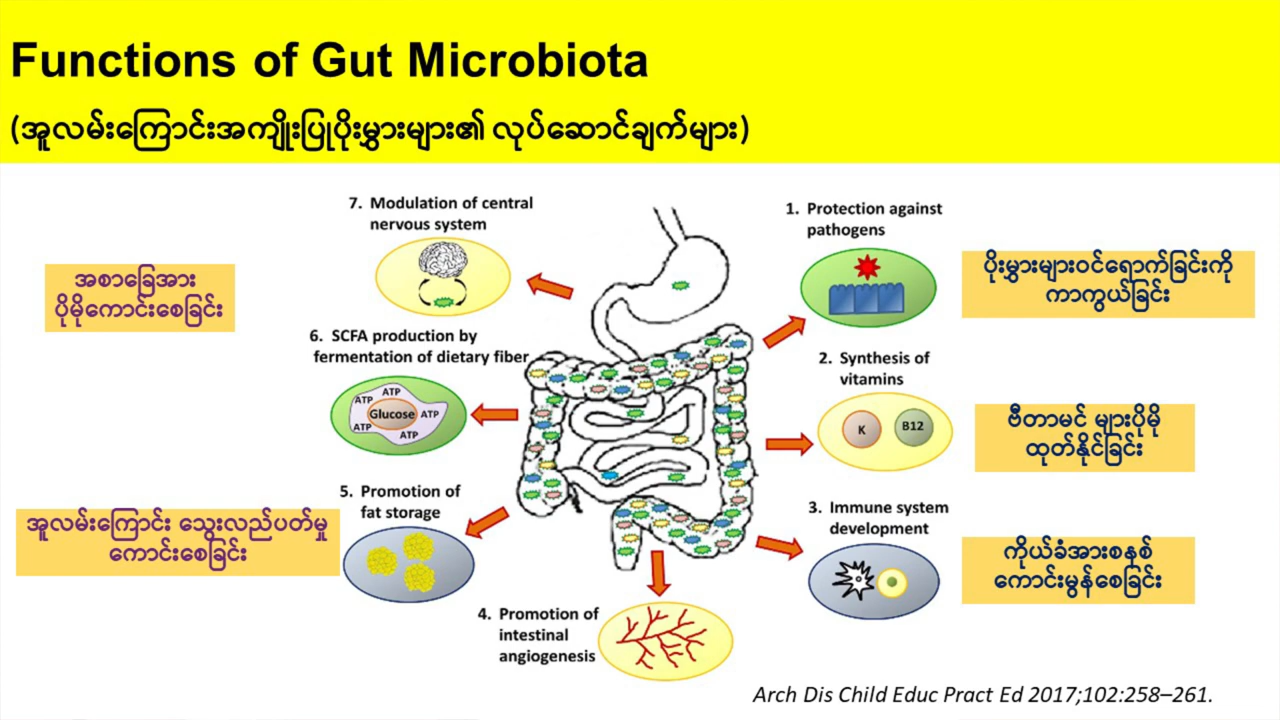 Functions of Gut Microbiota
(အူလမ်းကြောင်းအကျိုးပြုပိုးမွှားများ၏ လုပ်ဆောင်ချက်များ)
7. Modulation of central
nervous system
1. Protection against
pathogens
ပိုးမွှားများဝင်ရောက်ခြင်းကို
ကာကွယ်ခြင်း
အစာခြေအား
ပိုမိုကောင်းစေခြင်း
6. SCFA production by
fermentation of dietary fiber
ATP
ATP
Glucose
ATP
ATP
ATP
2. Synthesis of
vitamins
K
B12
ဗီတာမင် များပိုမို
ထုတ်နိုင်ခြင်း
5. Promotion of
fat storage
အူလမ်းကြောင်း သွေးလည်ပတ်မှု
ကောင်းစေခြင်း
3. Immune system
development
ကိုယ်ခံအားစနစ်
ကောင်းမွန်စေခြင်း
4. Promotion of
intestinal
angiogenesis
Arch Dis Child Educ Pract Ed 2017;102:258–261.